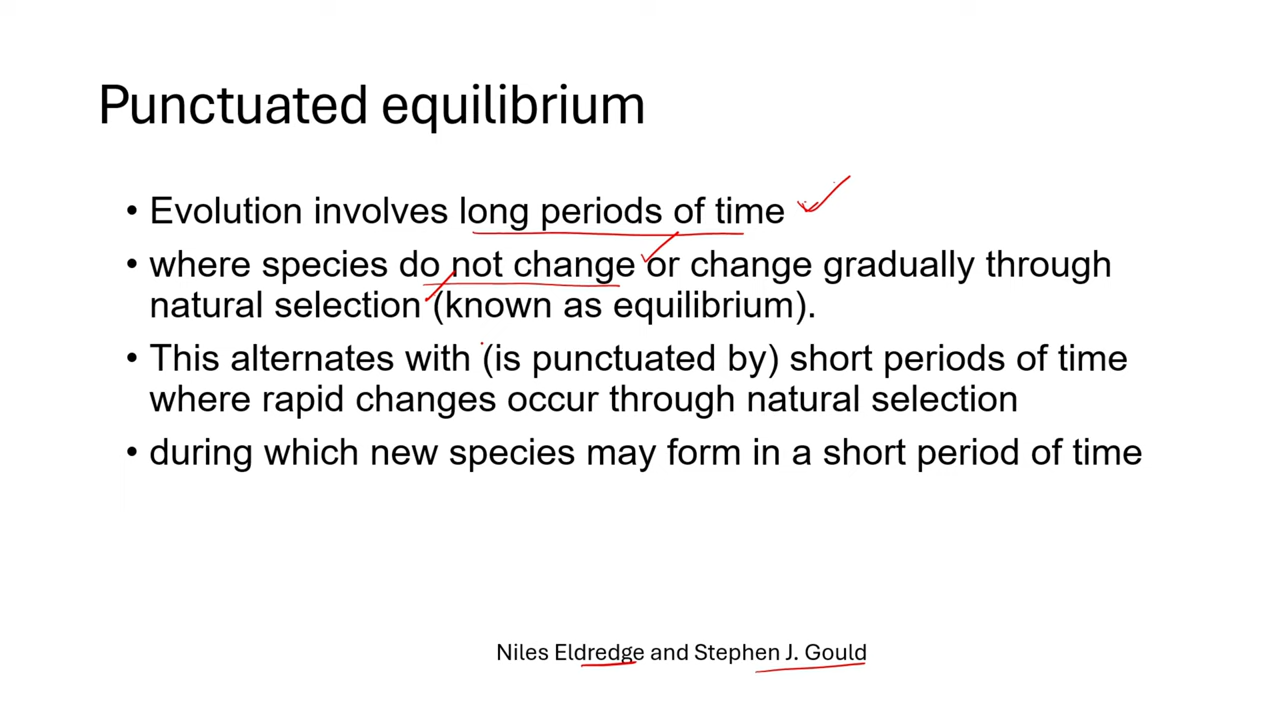 Punctuated equilibrium
• Evolution involves long periods of time
• where species do not change or change gradually through
natural selection (known as equilibrium).
• This alternates with (is punctuated by) short periods of time
where rapid changes occur through natural selection
• during which new species may form in a short period of time
Niles Eldredge and Stephen J. Gould